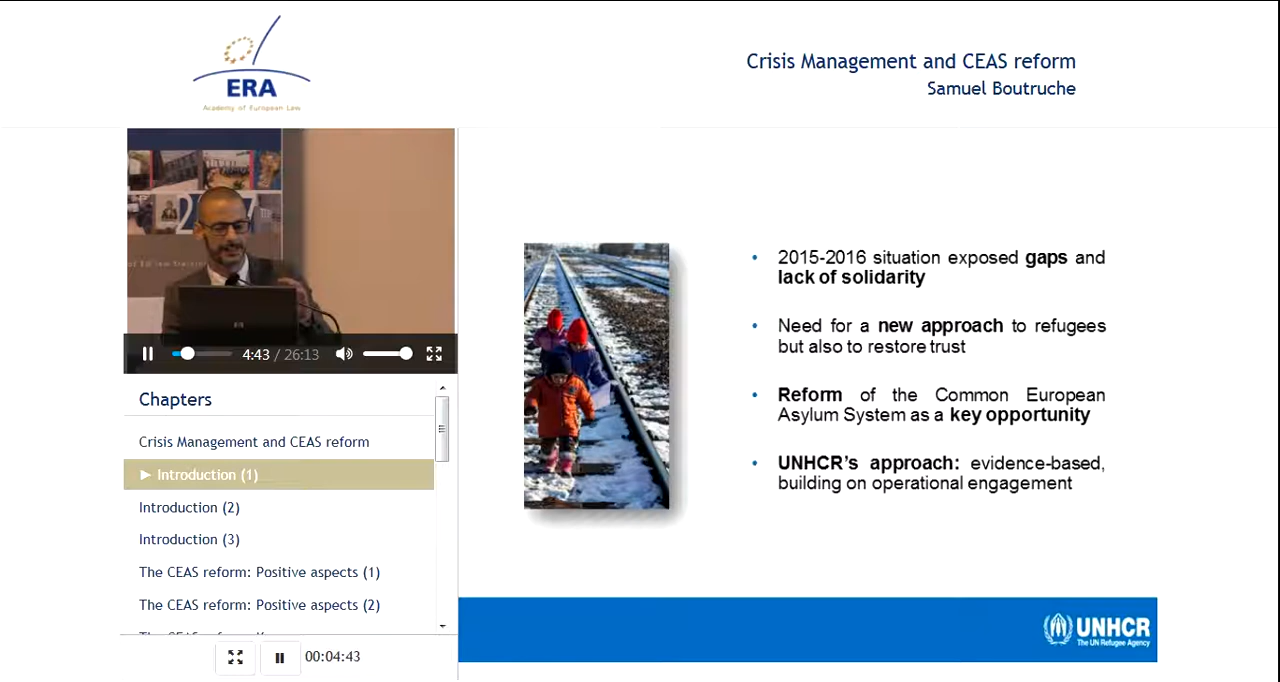 ERA
Academy of European Law
Crisis Management and CEAS reform
Samuel Boutruche
4:43 / 26:13
Chapters
Crisis Management and CEAS reform
► Introduction (1)
Introduction (2)
Introduction (3)
The CEAS reform: Positive aspects (1)
The CEAS reform: Positive aspects (2)
00:04:43
• 2015-2016 situation exposed gaps and
lack of solidarity
• Need for a new approach to refugees
but also to restore trust
• Reform of the Common European
Asylum System as a key opportunity
• UNHCR's approach: evidence-based,
building on operational engagement
UNHCR
The UN Refugee Agency